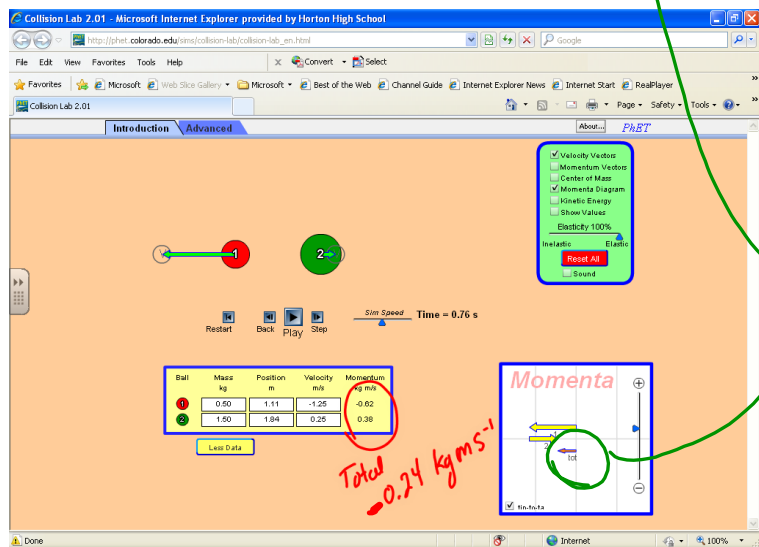 Collision Lab 2.01 - Microsoft Internet Explorer provided by Horton High School
http://phet.colorado.edu/sims/collision-lab/collision-lab_en.html
Google
File Edit View Favorites Tools Help
Convert Select
Favorites Microsoft Web Slice Gallery Microsoft Best of the Web Channel Guide Internet Explorer News Internet Start RealPlayer
Collision Lab 2.01
Page Safety Tools
Introduction Advanced
About... PhET
Velocity Vectors
Momentum Vectors
Center of Mass
Momenta Diagram
Kinetic Energy
Show Values
Elasticity 100%
Inelastic Elastic
Reset All
Sound
1
2
Restart Back Play Step
Sim Speed Time = 0.76 s
Ball Mass Position Velocity Momentum
kg m m/s kg m/s
1 0.50 1.11 -1.25 -0.62
2 1.50 1.84 0.25 0.38
Less Data
Total
-0.24 kg m s⁻¹
Momenta
1
2
tot
tip-to-ta
Done Internet 100%